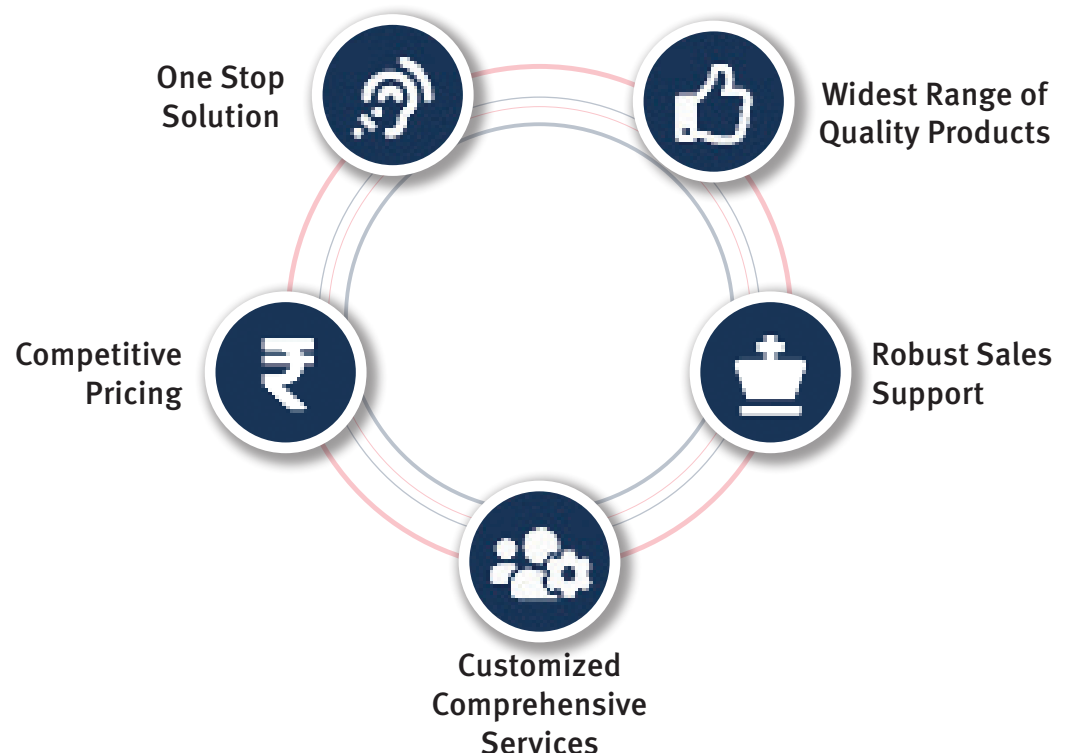 One Stop
Solution
Widest Range of
Quality Products
Competitive
Pricing
Robust Sales
Support
Customized
Comprehensive
Services